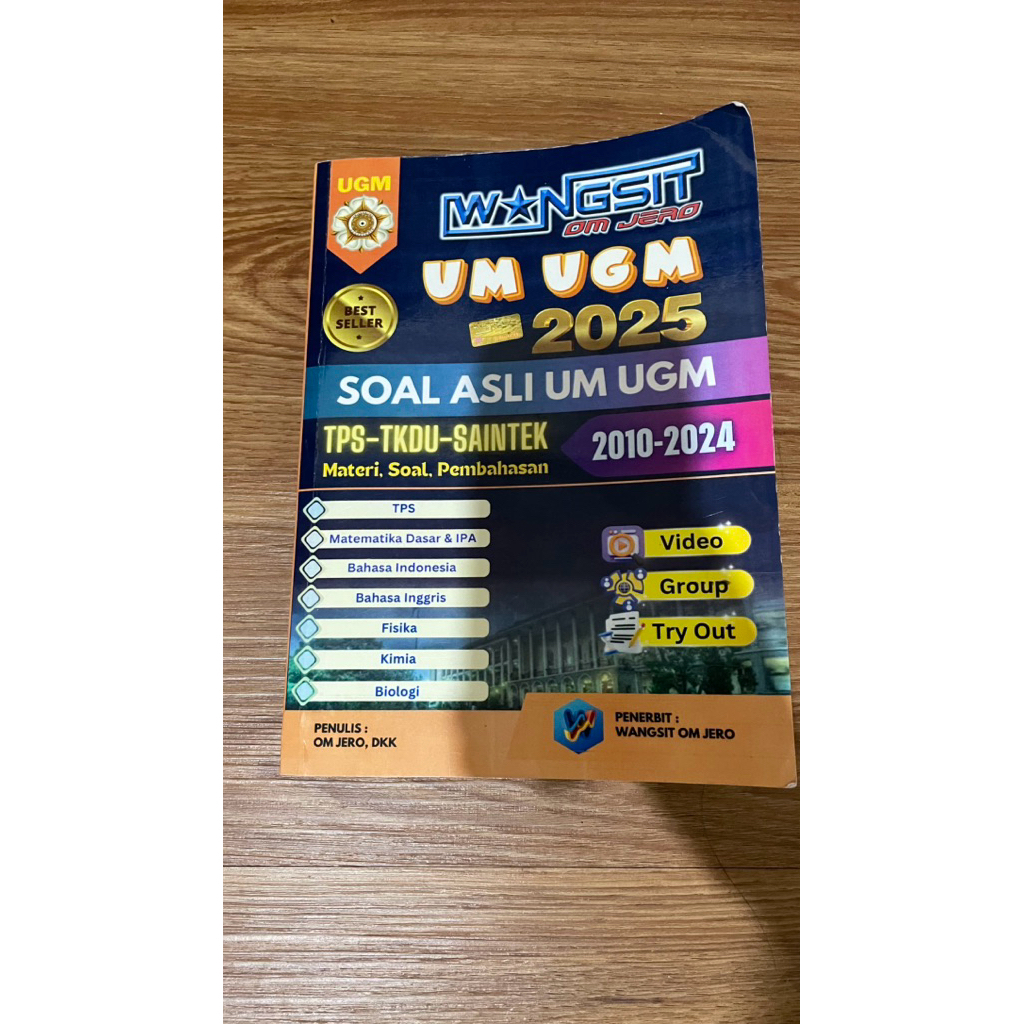 UGM
WANGSIT
OM JERO
UM UGM
BEST
SELLER
2025
SOAL ASLI UM UGM
TPS-TKDU-SAINTEK
2010-2024
Materi, Soal, Pembahasan
TPS
Matematika Dasar & IPA
Bahasa Indonesia
Bahasa Inggris
Fisika
Kimia
Biologi
Video
Group
Try Out
PENULIS :
OM JERO, DKK
PENERBIT :
WANGSIT OM JERO